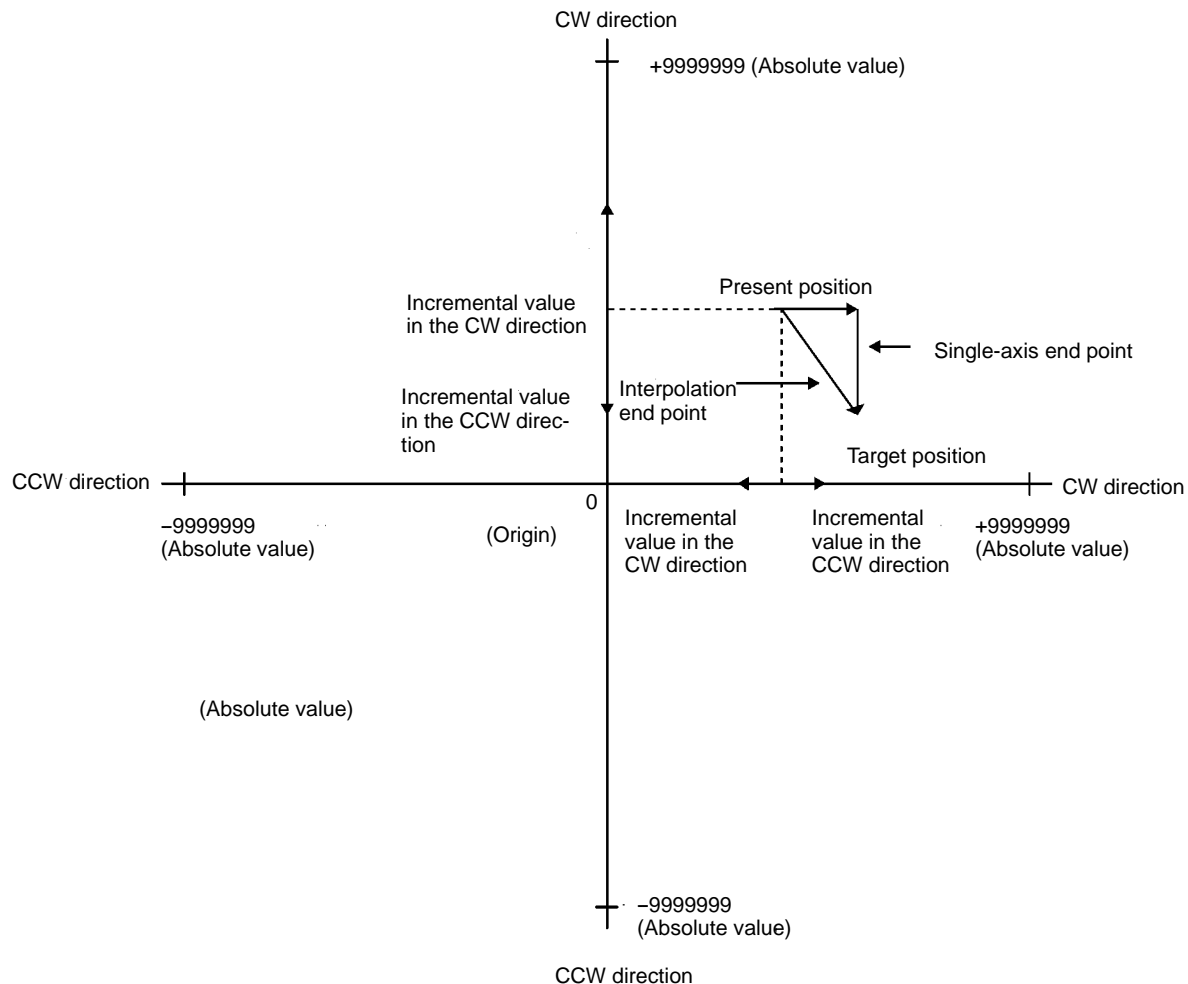 CW direction
+9999999 (Absolute value)
Present position
Incremental value
in the CW direction
Single-axis end point
Interpolation
end point
Incremental value
in the CCW direc-
tion
Target position
CCW direction
CW direction
0
–9999999
(Absolute value)
(Origin)
Incremental
value in the
CW direction
Incremental
value in the
CCW direction
+9999999
(Absolute value)
(Absolute value)
–9999999
(Absolute value)
CCW direction